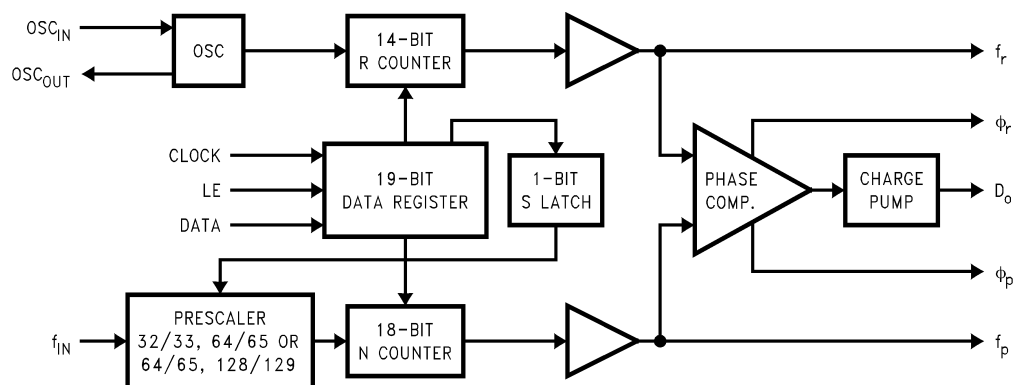 OSC_IN
OSC_OUT
OSC
14-BIT
R COUNTER
f_r
ϕ_r
CLOCK
LE
DATA
19-BIT
DATA REGISTER
1-BIT
S LATCH
PHASE
COMP.
CHARGE
PUMP
D_o
ϕ_p
f_IN
PRESCALER
32/33, 64/65 OR
64/65, 128/129
18-BIT
N COUNTER
f_p